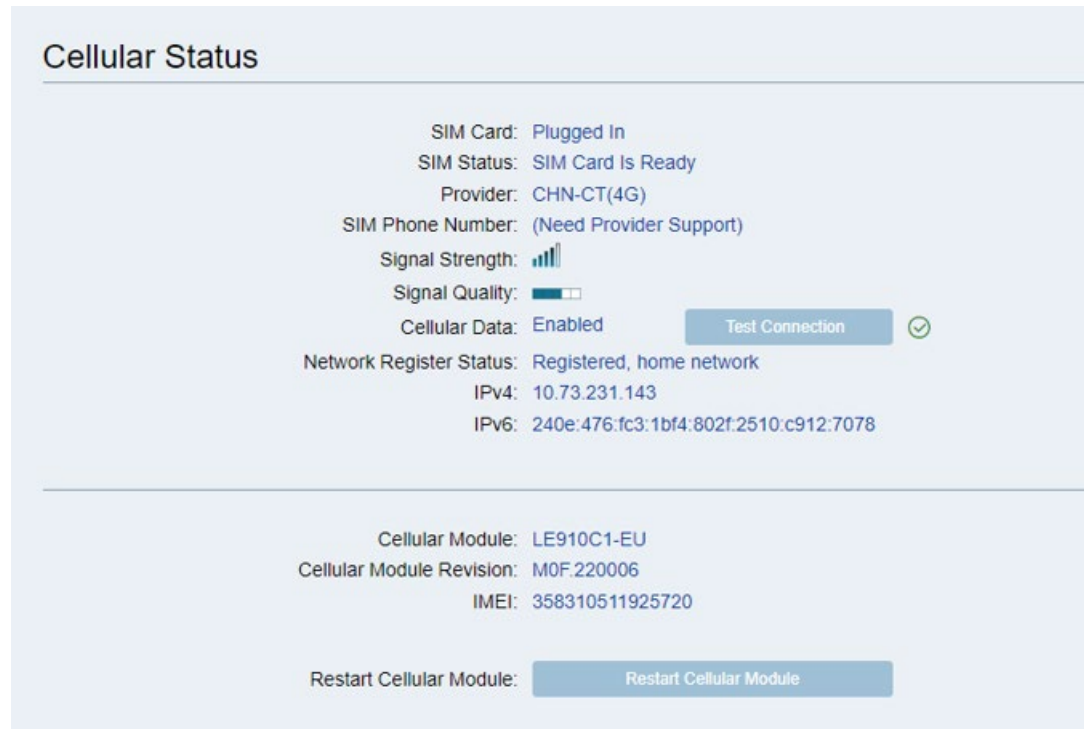 Cellular Status
SIM Card: Plugged In
SIM Status: SIM Card Is Ready
Provider: CHN-CT(4G)
SIM Phone Number: (Need Provider Support)
Signal Strength:
Signal Quality:
Cellular Data: Enabled Test Connection
Network Register Status: Registered, home network
IPv4: 10.73.231.143
IPv6: 240e:476:fc3:1bf4:802f:2510:c912:7078
Cellular Module: LE910C1-EU
Cellular Module Revision: M0F.220006
IMEI: 358310511925720
Restart Cellular Module: Restart Cellular Module